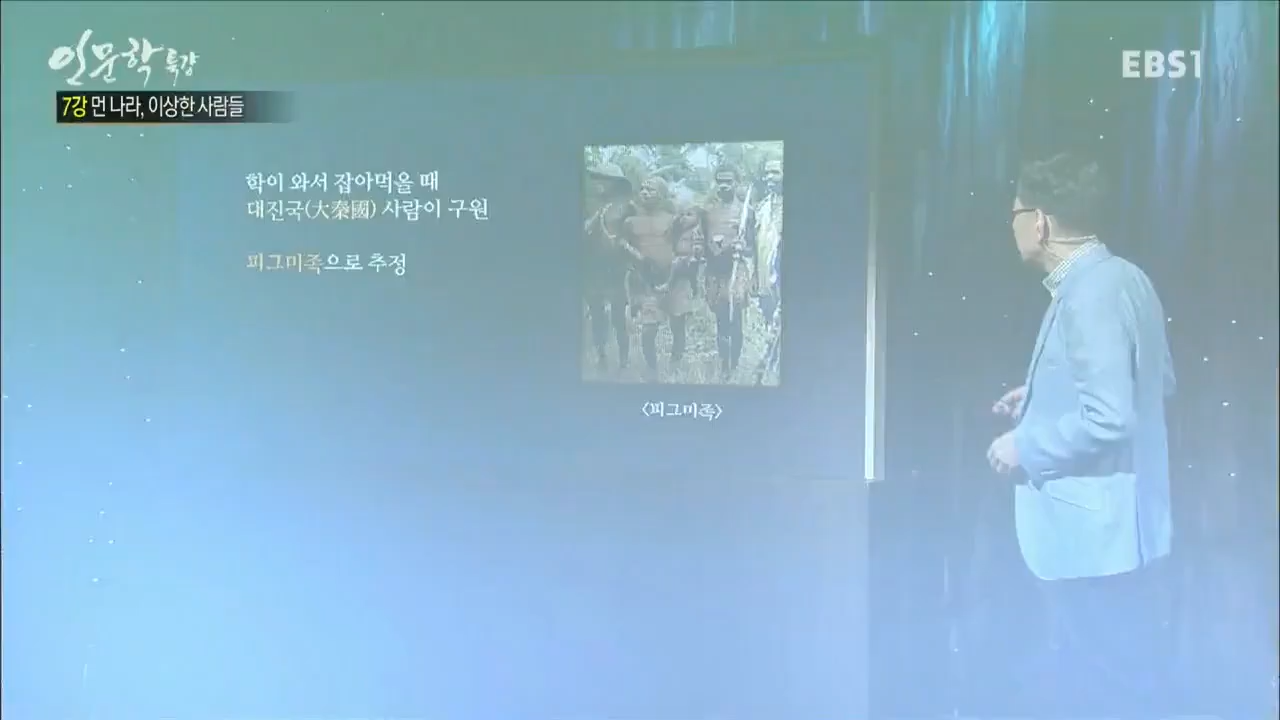 인문학 특강
EBS1
7강 먼 나라, 이상한 사람들
학이 와서 잡아먹을 때
대진국(大秦國) 사람이 구원
피그미족으로 추정
<피그미족>